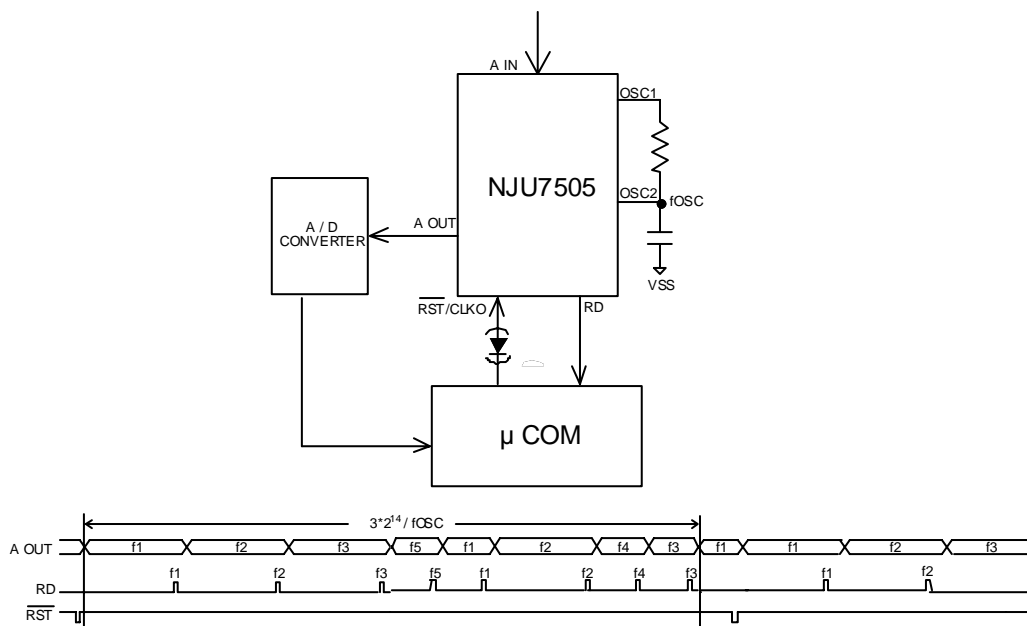 A IN
OSC1
NJU7505
OSC2
fOSC
A OUT
A / D
CONVERTER
VSS
RST/CLKO
RD
µ COM
3*2¹⁴ / fOSC
A OUT f1 f2 f3 f5 f1 f2 f4 f3 f1 f1 f2 f3
RD f1 f2 f3 f5 f1 f2 f4 f3 f1 f2
RST